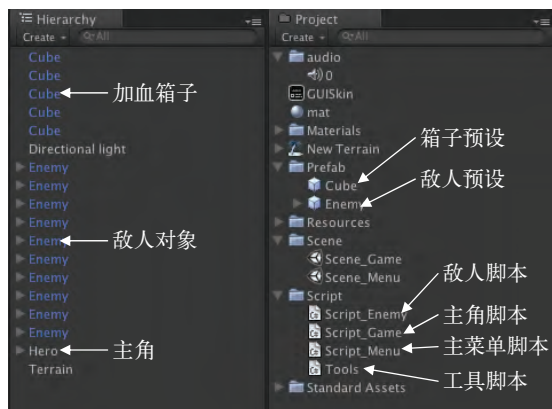 Hierarchy
Create All
Cube
Cube
Cube 加血箱子
Cube
Cube
Directional light
Enemy
Enemy
Enemy
Enemy
Enemy 敌人对象
Enemy
Enemy
Enemy
Enemy
Enemy
Hero 主角
Terrain
Project
Create All
audio
0
GUISkin
mat
Materials
New Terrain
Prefab
箱子预设
Cube
敌人预设
Enemy
Resources
Scene
Scene_Game
Scene_Menu
Script
敌人脚本
Script_Enemy
主角脚本
Script_Game
主菜单脚本
Script_Menu
工具脚本
Tools
Standard Assets